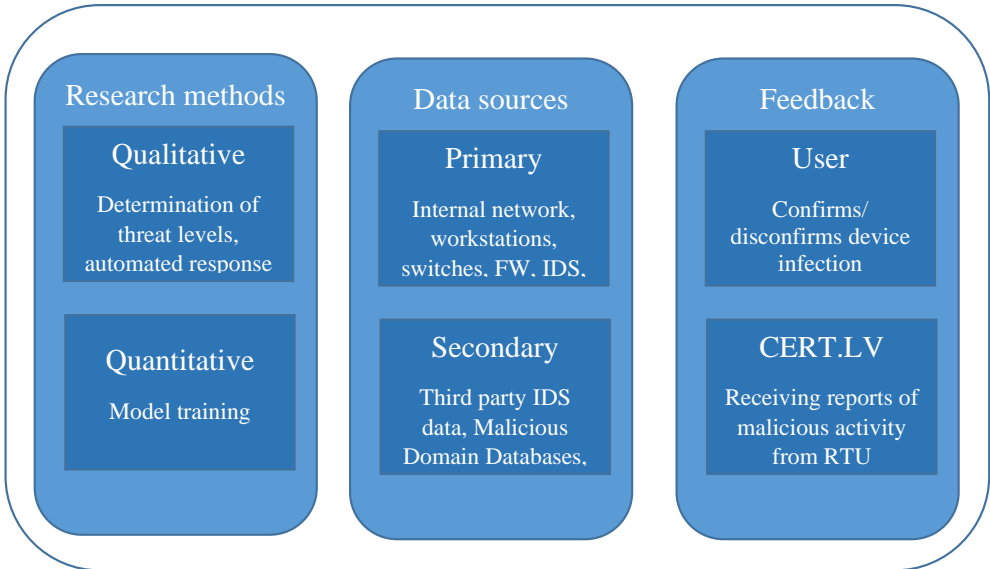 Research methods
Qualitative
Determination of
threat levels,
automated response
Quantitative
Model training
Data sources
Primary
Internal network,
workstations,
switches, FW, IDS,
Secondary
Third party IDS
data, Malicious
Domain Databases,
Feedback
User
Confirms/
disconfirms device
infection
CERT.LV
Receiving reports of
malicious activity
from RTU